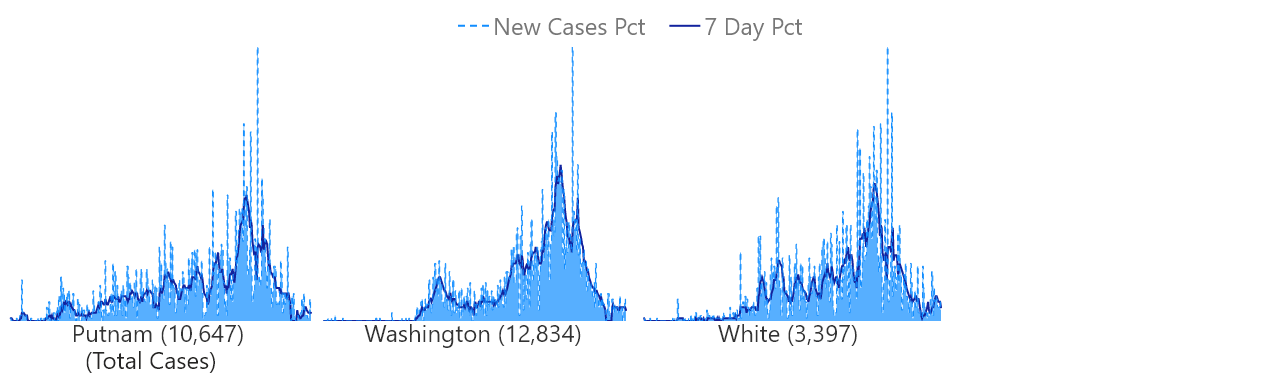 New Cases Pct 7 Day Pct
Putnam (10,647) Washington (12,834) White (3,397)
(Total Cases)